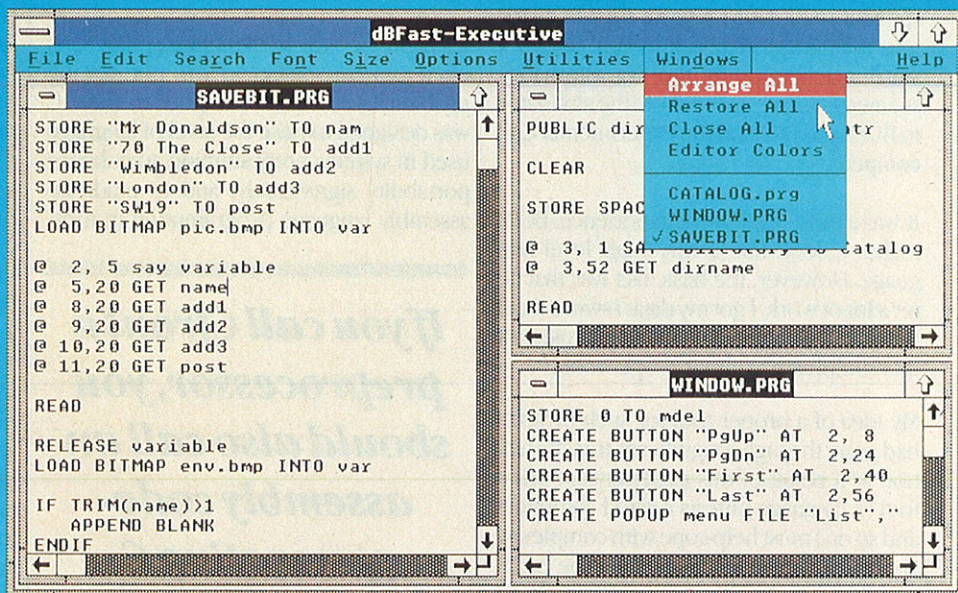 dBFast-Executive
File Edit Search Font Size Options Utilities Windows Help
SAVEBIT.PRG
STORE "Mr Donaldson" TO nam
STORE "70 The Close" TO add1
STORE "Wimbledon" TO add2
STORE "London" TO add3
STORE "SW19" TO post
LOAD BITMAP pic.bmp INTO var
@ 2, 5 say variable
@ 5,20 GET name
@ 8,20 GET add1
@ 9,20 GET add2
@ 10,20 GET add3
@ 11,20 GET post
READ
RELEASE variable
LOAD BITMAP env.bmp INTO var
IF TRIM(name)>1
APPEND BLANK
ENDIF
Arrange All
Restore All
Close All
Editor Colors
CATALOG.prg
WINDOW.PRG
✓SAVEBIT.PRG
PUBLIC dir
CLEAR
STORE SPAC
@ 3, 1 SA Catalog
@ 3,52 GET dirname
READ
WINDOW.PRG
STORE 0 TO mdel
CREATE BUTTON "PgUp" AT 2, 8
CREATE BUTTON "PgDn" AT 2,24
CREATE BUTTON "First" AT 2,40
CREATE BUTTON "Last" AT 2,56
CREATE POPUP menu FILE "List","